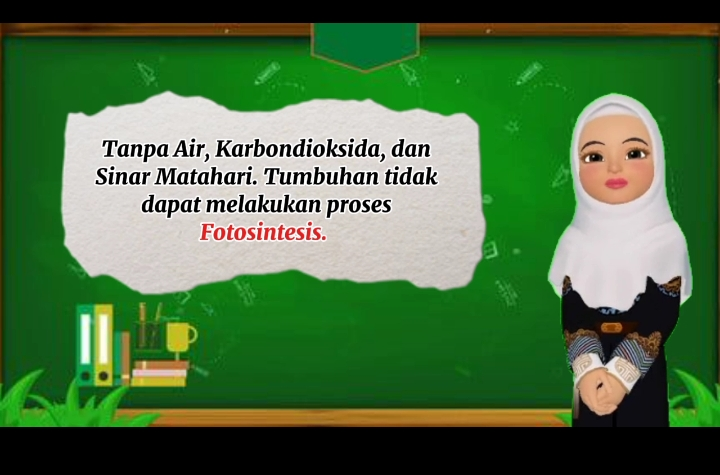 Tanpa Air, Karbondioksida, dan
Sinar Matahari. Tumbuhan tidak
dapat melakukan proses
Fotosintesis.